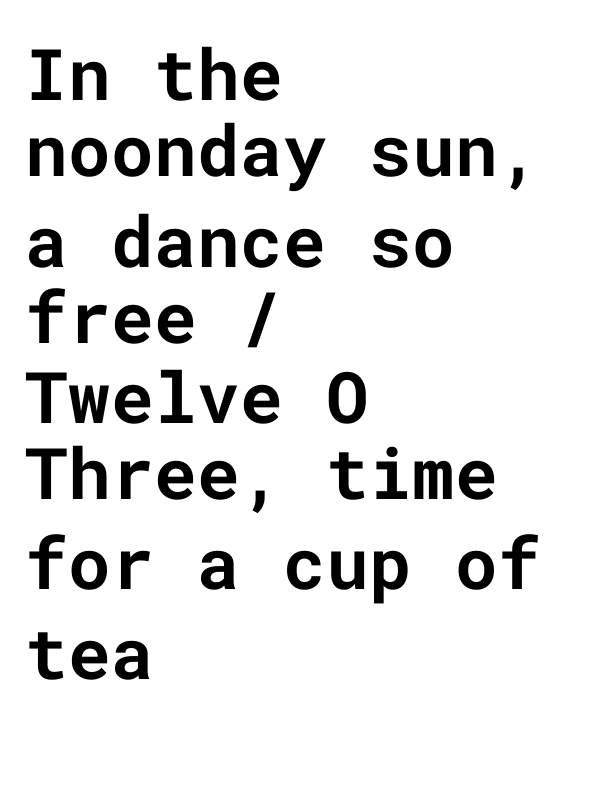 In the
noonday sun,
a dance so
free /
Twelve O
Three, time
for a cup of
tea